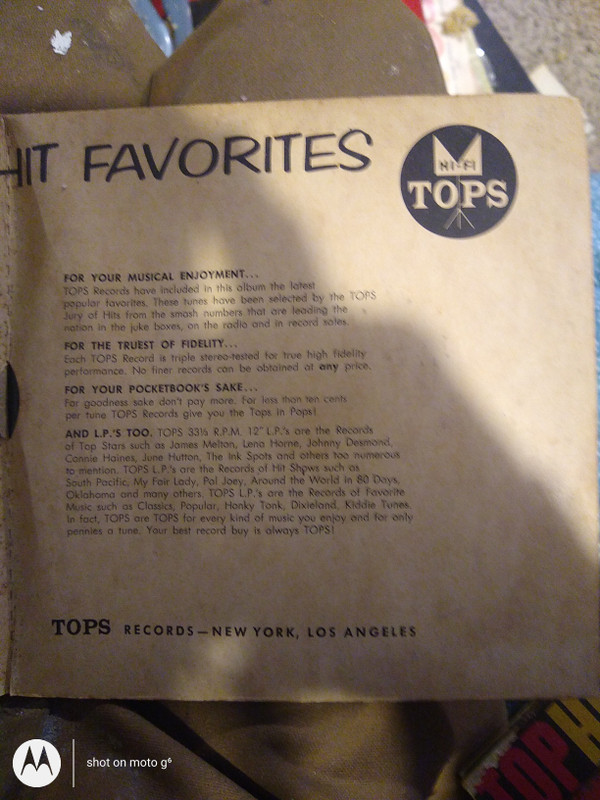 HIT FAVORITES
HI-FI
TOPS
FOR YOUR MUSICAL ENJOYMENT...
TOPS Records have included in this album the latest
popular favorites. These tunes have been selected by the TOPS
Jury of Hits from the smash numbers that are leading the
nation in the juke boxes, on the radio and in record sales.
FOR THE TRUEST OF FIDELITY...
Each TOPS Record is triple stereo-tested for true high fidelity
performance. No finer records can be obtained at any price.
FOR YOUR POCKETBOOK'S SAKE...
For goodness sake don't pay more. For less than ten cents
per tune TOPS Records give you the Tops in Pops!
AND L.P.'S TOO. TOPS 33⅓ R.P.M. 12" L.P.'s are the Records
of Top Stars such as James Melton, Lena Horne, Johnny Desmond,
Connie Haines, June Hutton, The Ink Spots and others too numerous
to mention. TOPS L.P.'s are the Records of Hit Shows such as
South Pacific, My Fair Lady, Pal Joey, Around the World in 80 Days,
Oklahoma and many others. TOPS L.P.'s are the Records of Favorite
Music such as Classics, Popular, Honky Tonk, Dixieland, Kiddie Tunes.
In fact, TOPS are TOPS for every kind of music you enjoy and for only
pennies a tune. Your best record buy is always TOPS!
TOPS RECORDS—NEW YORK, LOS ANGELES
TOP H
shot on moto g⁶